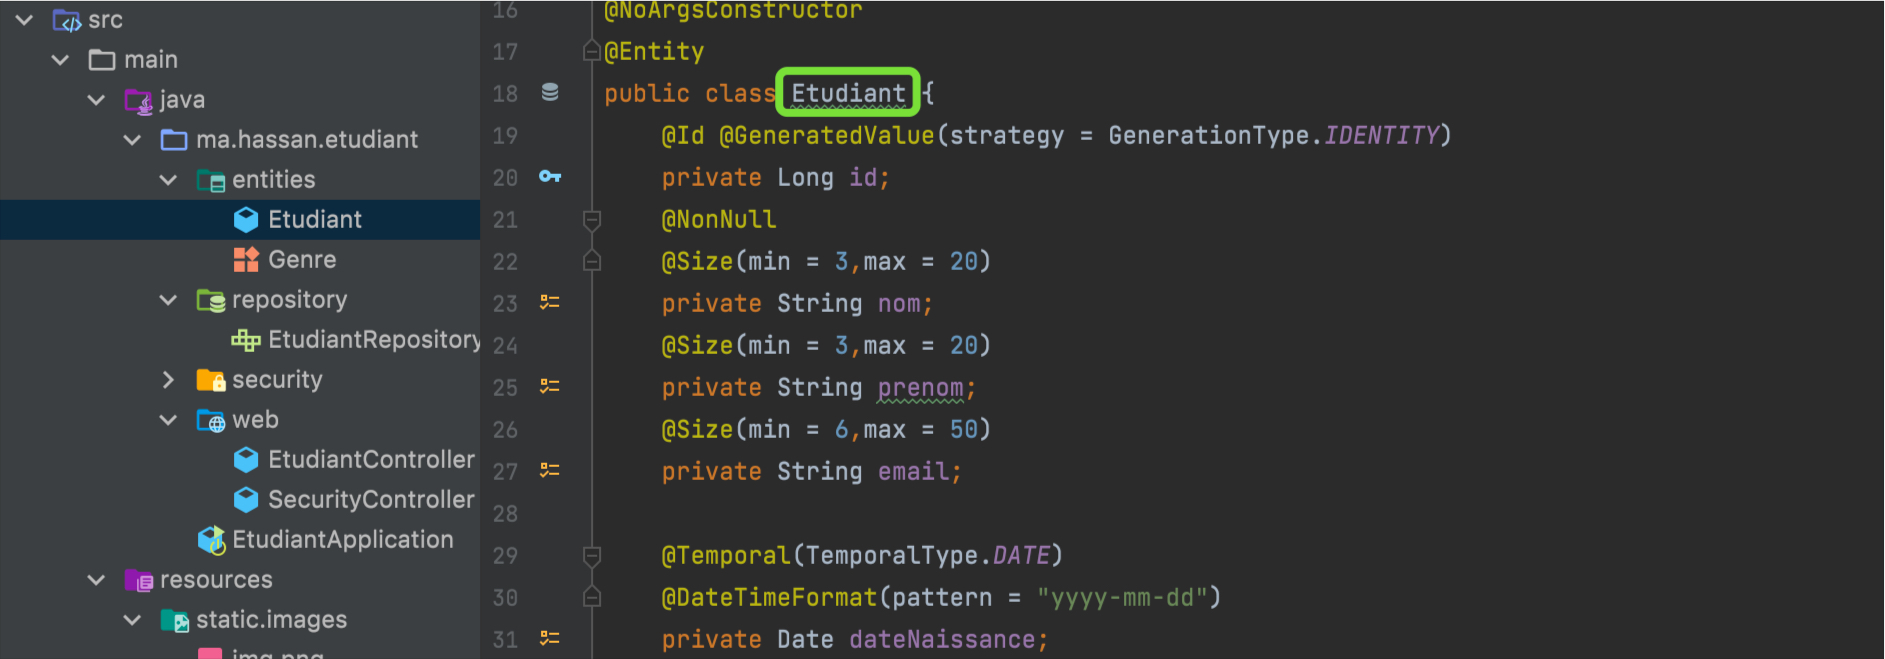 src
main
java
ma.hassan.etudiant
entities
Etudiant
Genre
repository
EtudiantRepository
security
web
EtudiantController
SecurityController
EtudiantApplication
resources
static.images
img.png
16 @NoArgsConstructor
17 @Entity
18 public class Etudiant {
19 @Id @GeneratedValue(strategy = GenerationType.IDENTITY)
20 private Long id;
21 @NonNull
22 @Size(min = 3,max = 20)
23 private String nom;
24 @Size(min = 3,max = 20)
25 private String prenom;
26 @Size(min = 6,max = 50)
27 private String email;
28
29 @Temporal(TemporalType.DATE)
30 @DateTimeFormat(pattern = "yyyy-mm-dd")
31 private Date dateNaissance;